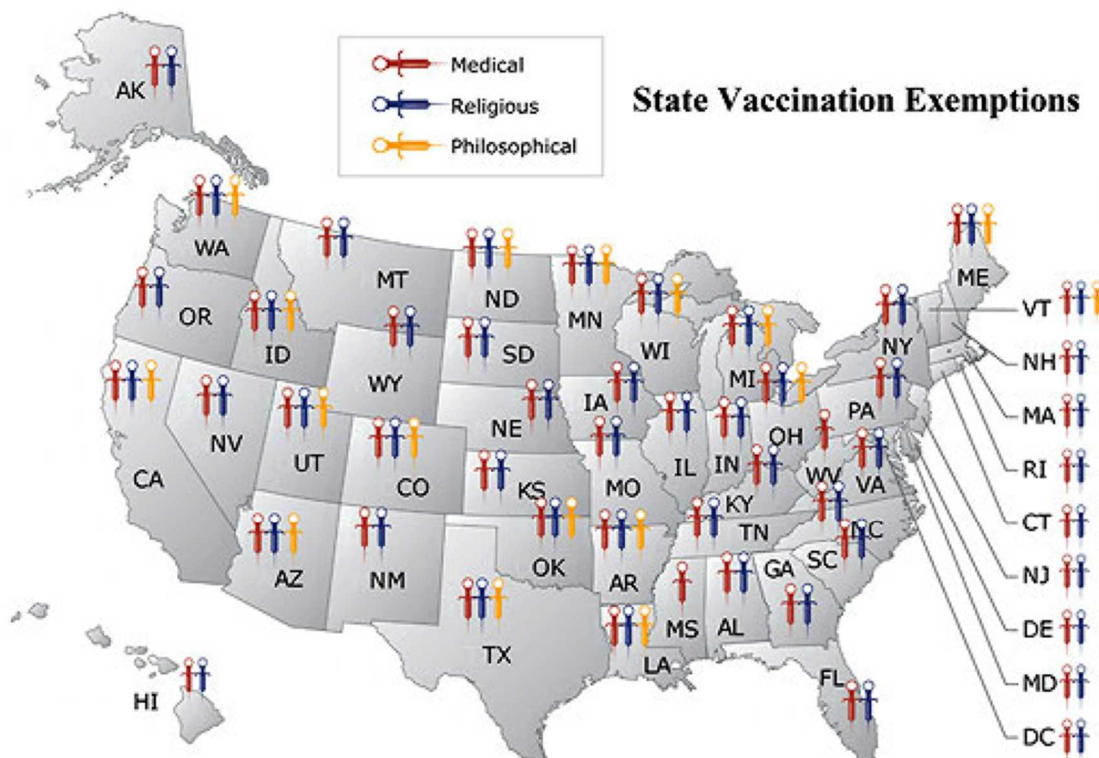 Medical
Religious
Philosophical
State Vaccination Exemptions
AK
WA
MT
ND
MN
ME
VT
OR
ID
SD
WI
MI
NY
NH
WY
MA
NV
UT
NE
IA
IL
IN
OH
PA
RI
CA
CO
KS
MO
KY
WV
VA
CT
AZ
NM
OK
AR
TN
NC
SC
NJ
TX
LA
MS
AL
GA
DE
HI
FL
MD
DC